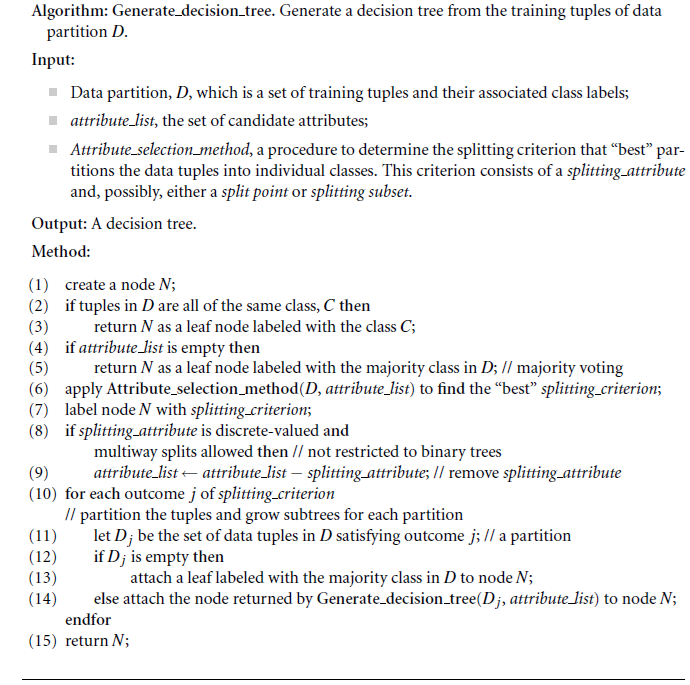 Algorithm: Generate_decision_tree. Generate a decision tree from the training tuples of data
partition D.
Input:
Data partition, D, which is a set of training tuples and their associated class labels;
attribute_list, the set of candidate attributes;
Attribute_selection_method, a procedure to determine the splitting criterion that “best” par-
titions the data tuples into individual classes. This criterion consists of a splitting_attribute
and, possibly, either a split point or splitting subset.
Output: A decision tree.
Method:
(1) create a node N;
(2) if tuples in D are all of the same class, C then
(3) return N as a leaf node labeled with the class C;
(4) if attribute_list is empty then
(5) return N as a leaf node labeled with the majority class in D; // majority voting
(6) apply Attribute_selection_method(D, attribute_list) to find the “best” splitting_criterion;
(7) label node N with splitting_criterion;
(8) if splitting_attribute is discrete-valued and
multiway splits allowed then // not restricted to binary trees
(9) attribute_list ← attribute_list − splitting_attribute; // remove splitting_attribute
(10) for each outcome j of splitting_criterion
// partition the tuples and grow subtrees for each partition
(11) let Dj be the set of data tuples in D satisfying outcome j; // a partition
(12) if Dj is empty then
(13) attach a leaf labeled with the majority class in D to node N;
(14) else attach the node returned by Generate_decision_tree(Dj, attribute_list) to node N;
endfor
(15) return N;